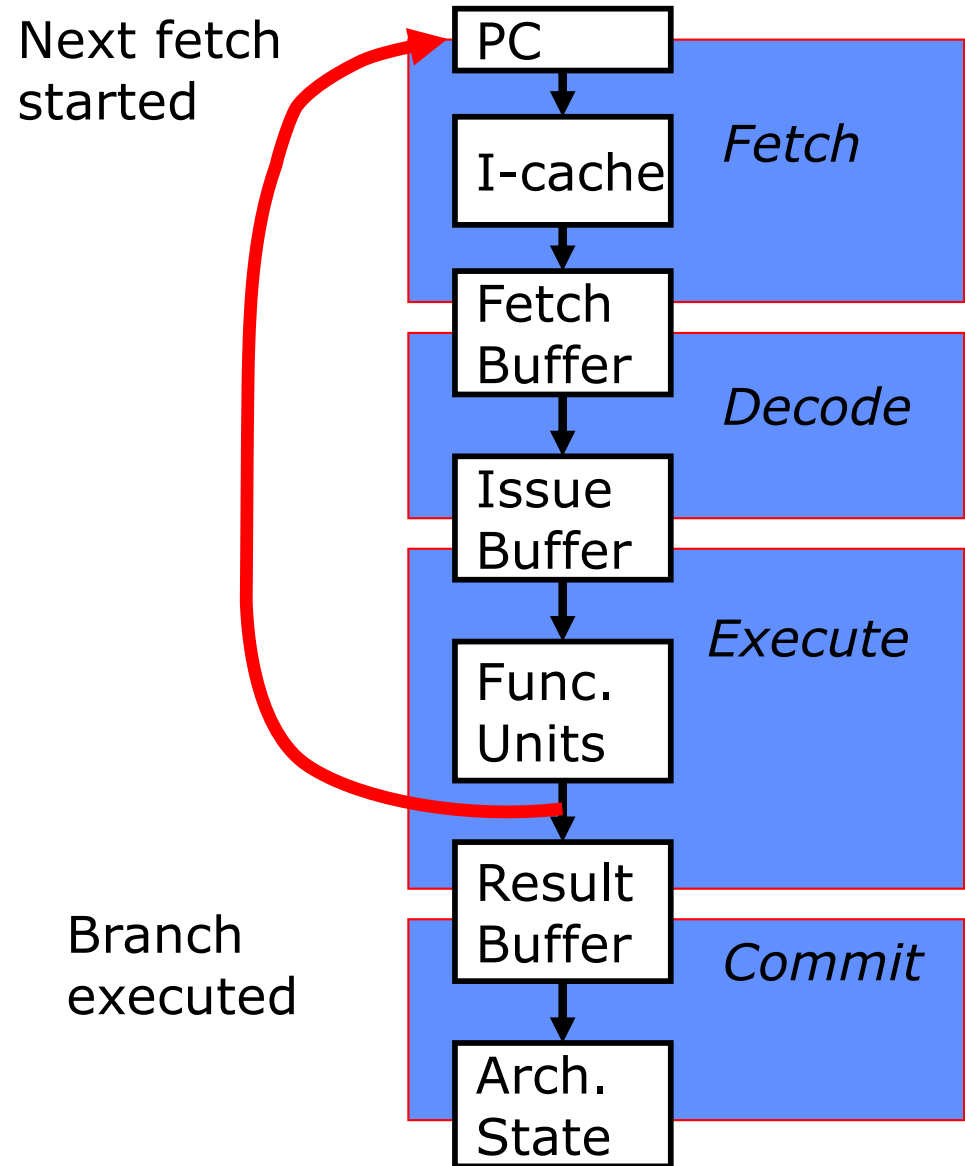 Next fetch
started
PC
I-cache
Fetch
Fetch
Buffer
Decode
Issue
Buffer
Execute
Func.
Units
Result
Buffer
Branch
executed
Commit
Arch.
State